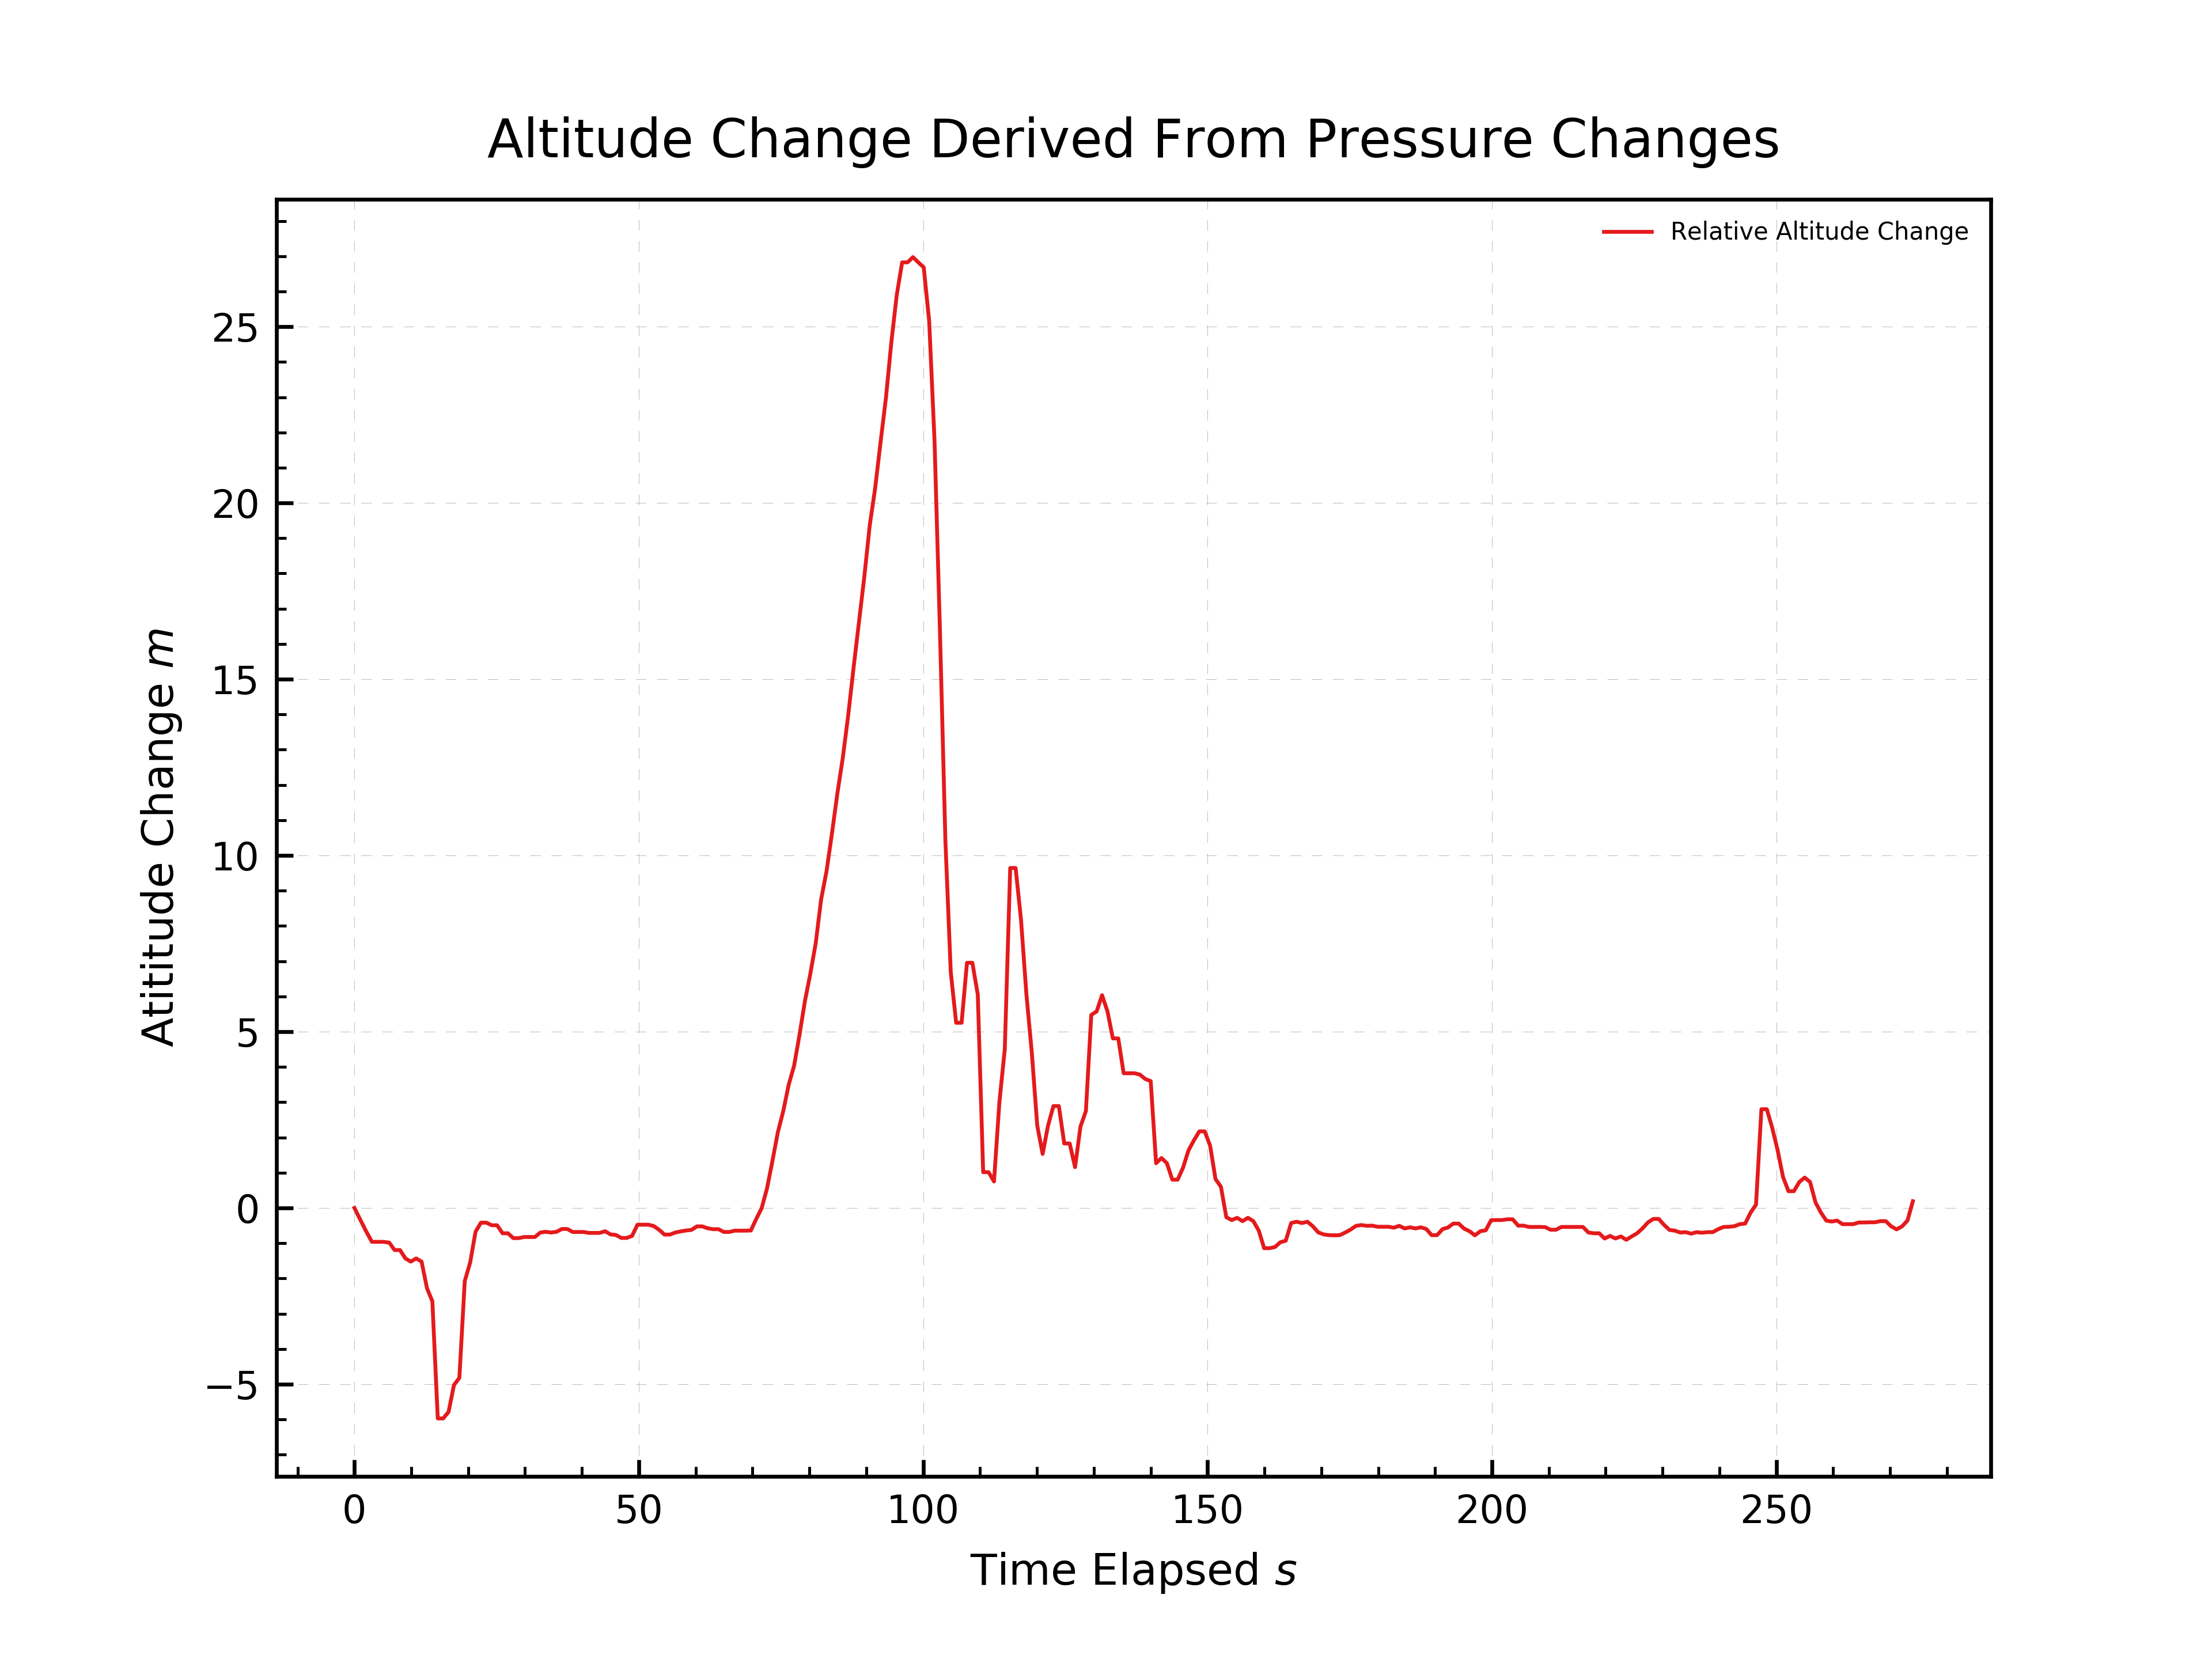 Altitude Change Derived From Pressure Changes
Relative Altitude Change
25
20
15
10
5
0
−5
Atititude Change m
0 50 100 150 200 250
Time Elapsed s